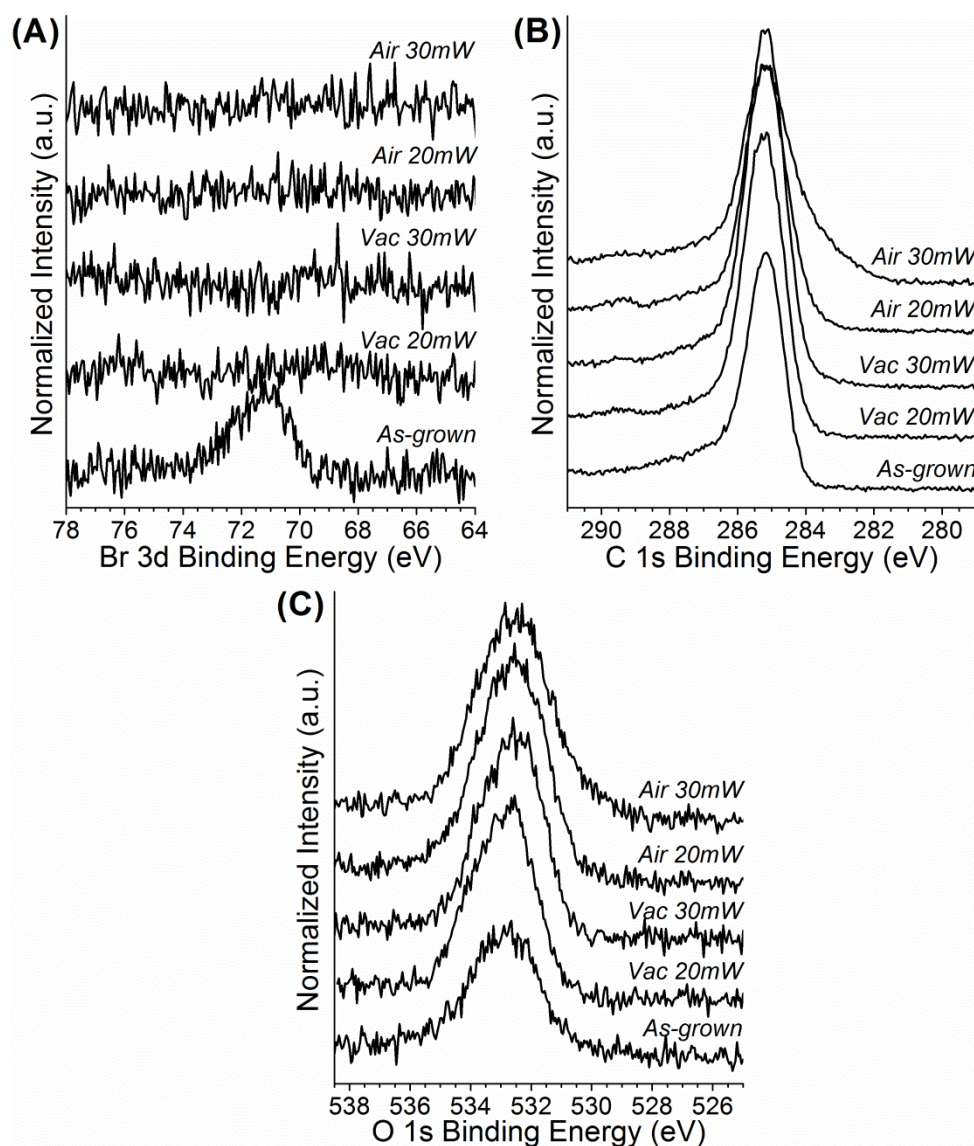 (A)
Air 30mW
Air 20mW
Vac 30mW
Vac 20mW
As-grown
Normalized Intensity (a.u.)
78 76 74 72 70 68 66 64
Br 3d Binding Energy (eV)
(B)
Air 30mW
Air 20mW
Vac 30mW
Vac 20mW
As-grown
Normalized Intensity (a.u.)
290 288 286 284 282 280
C 1s Binding Energy (eV)
(C)
Air 30mW
Air 20mW
Vac 30mW
Vac 20mW
As-grown
Normalized Intensity (a.u.)
538 536 534 532 530 528 526
O 1s Binding Energy (eV)